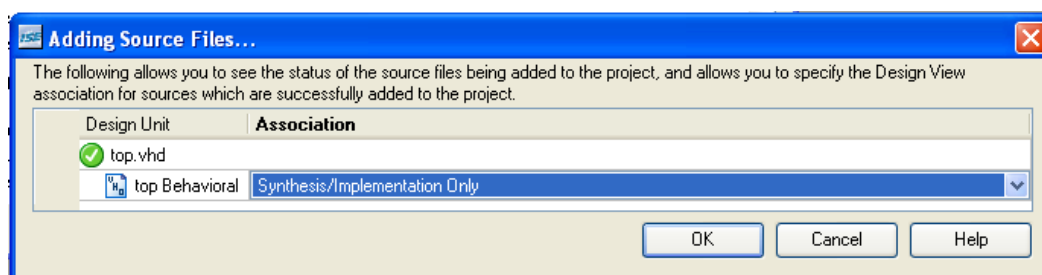 ISE Adding Source Files...
The following allows you to see the status of the source files being added to the project, and allows you to specify the Design View
association for sources which are successfully added to the project.
Design Unit Association
top.vhd
top Behavioral Synthesis/Implementation Only
OK Cancel Help